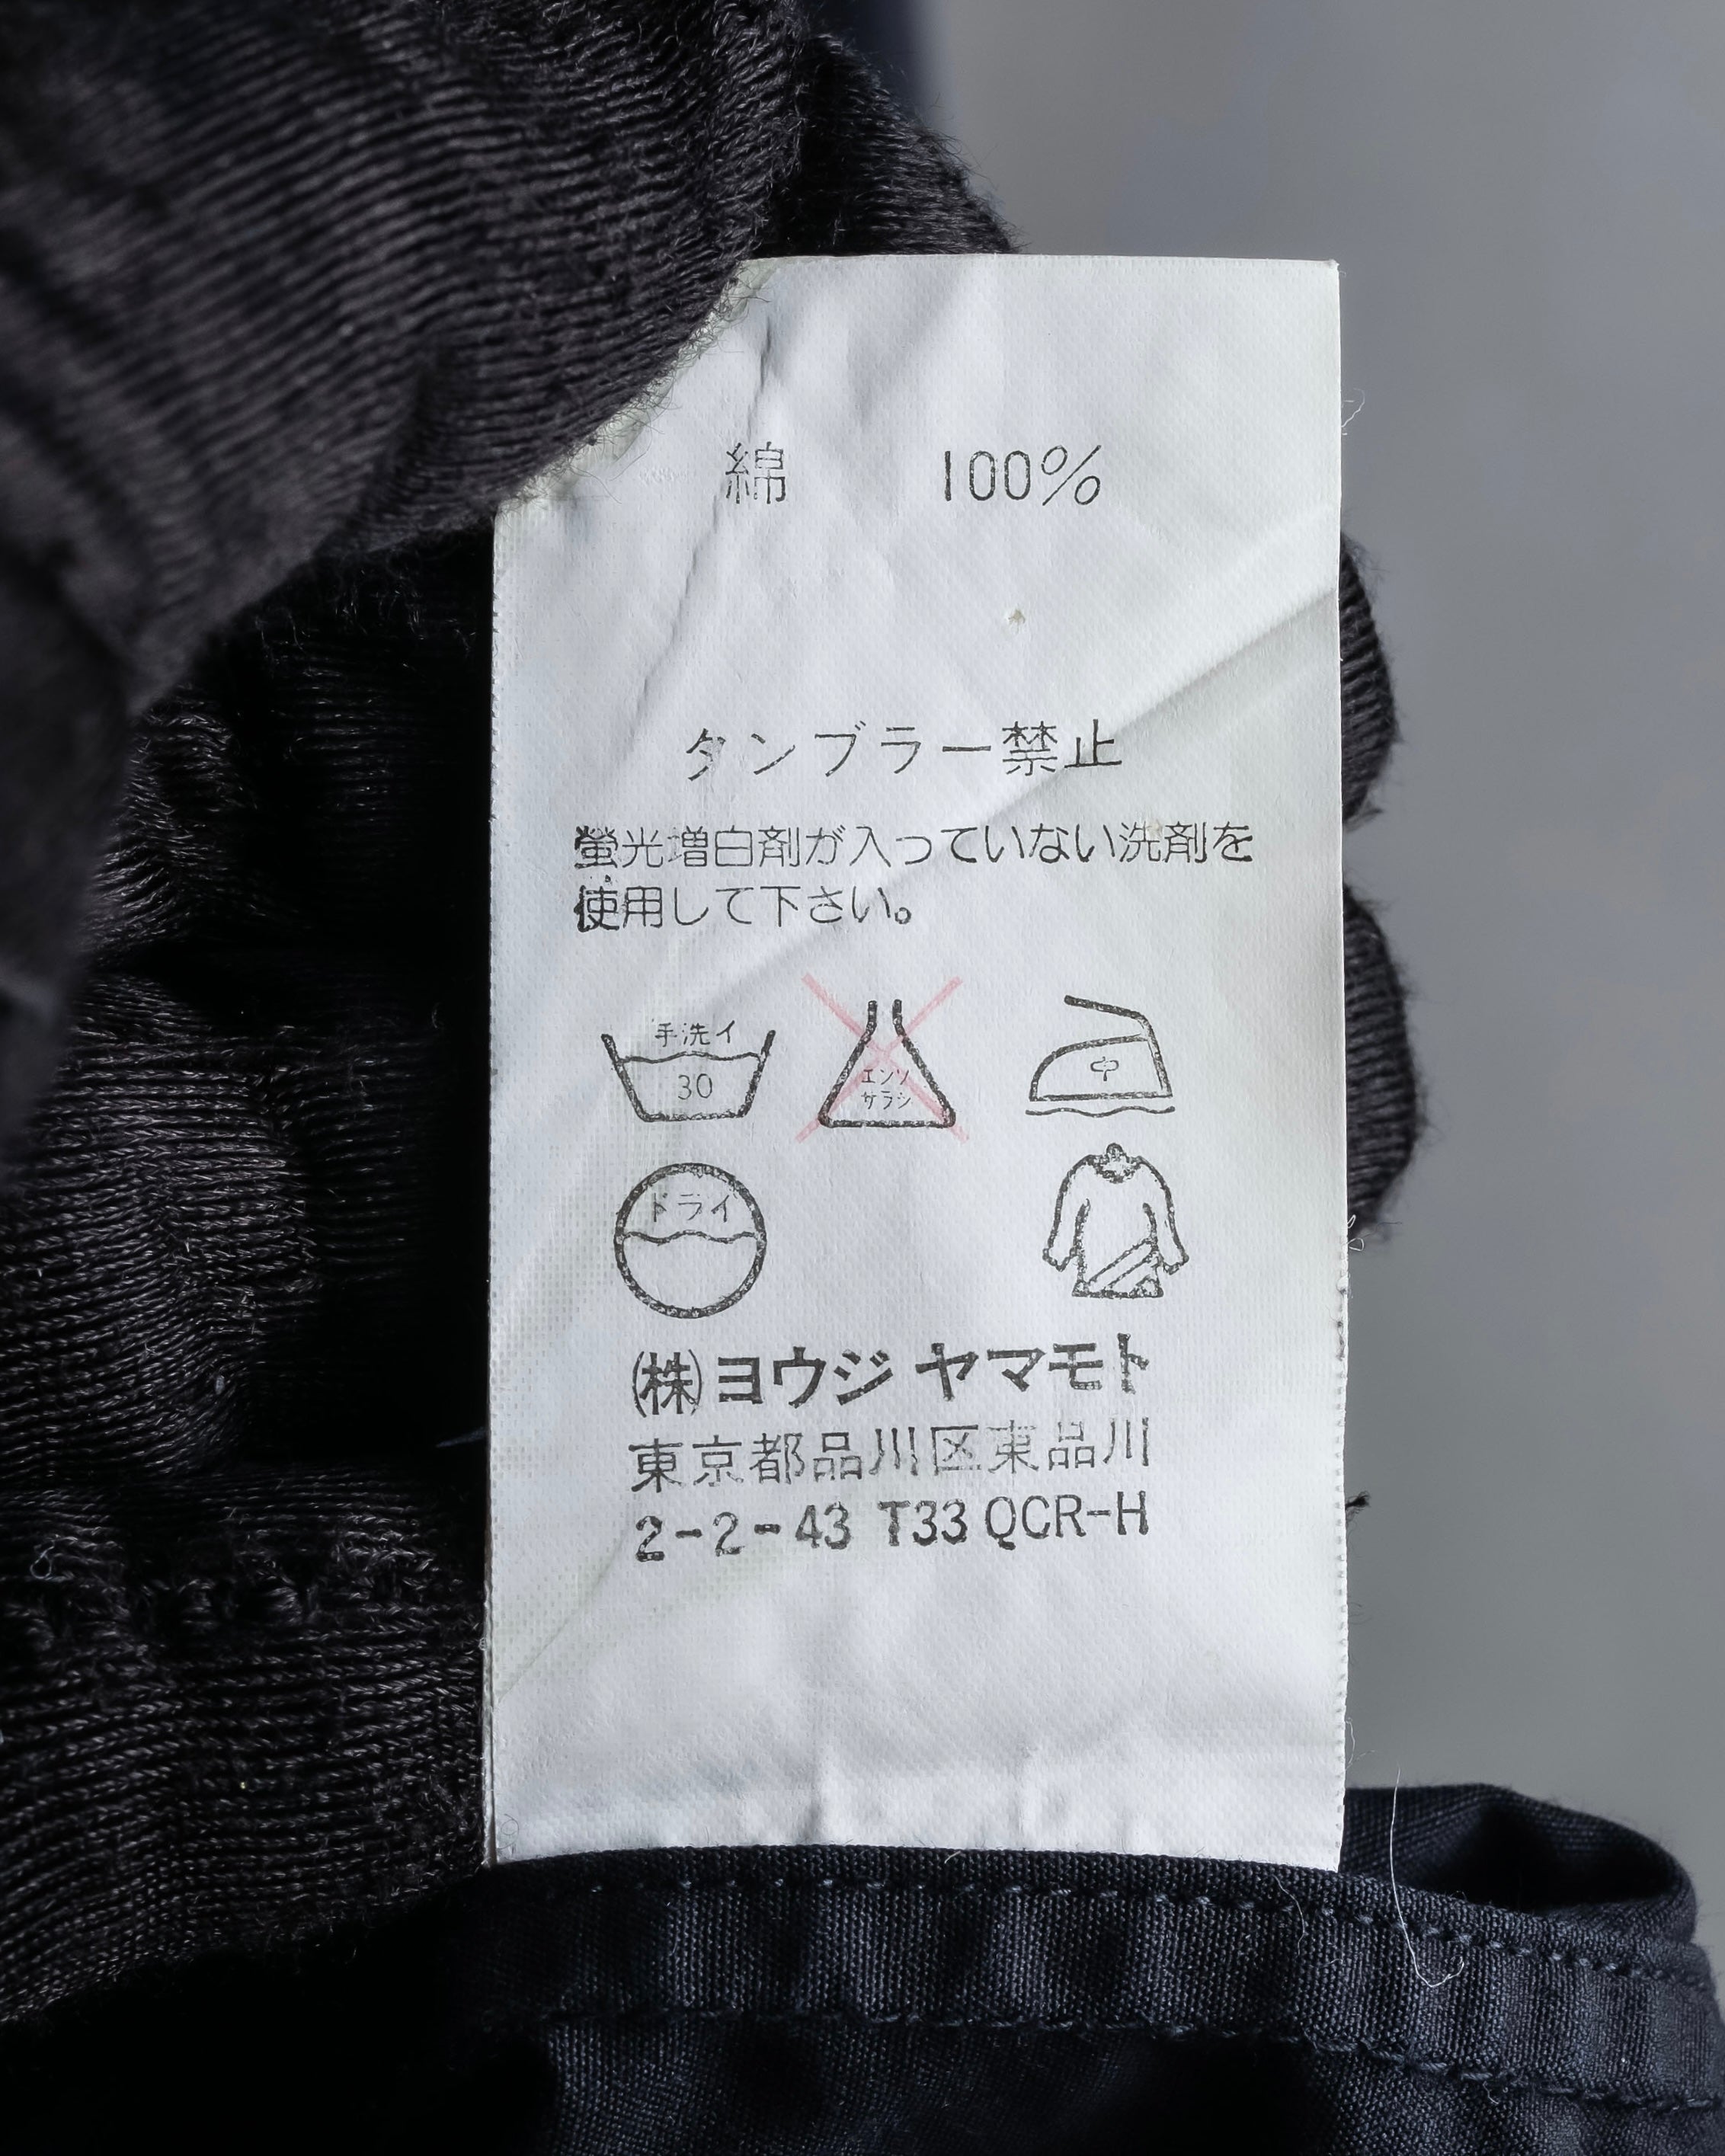 綿 100%
タンブラー禁止
螢光増白剤が入っていない洗剤を
使用して下さい。
手洗イ
30
エンソ
サラシ
中
ドライ
㈱ヨウジ ヤマモト
東京都品川区東品川
2-2-43 T33 QCR-H